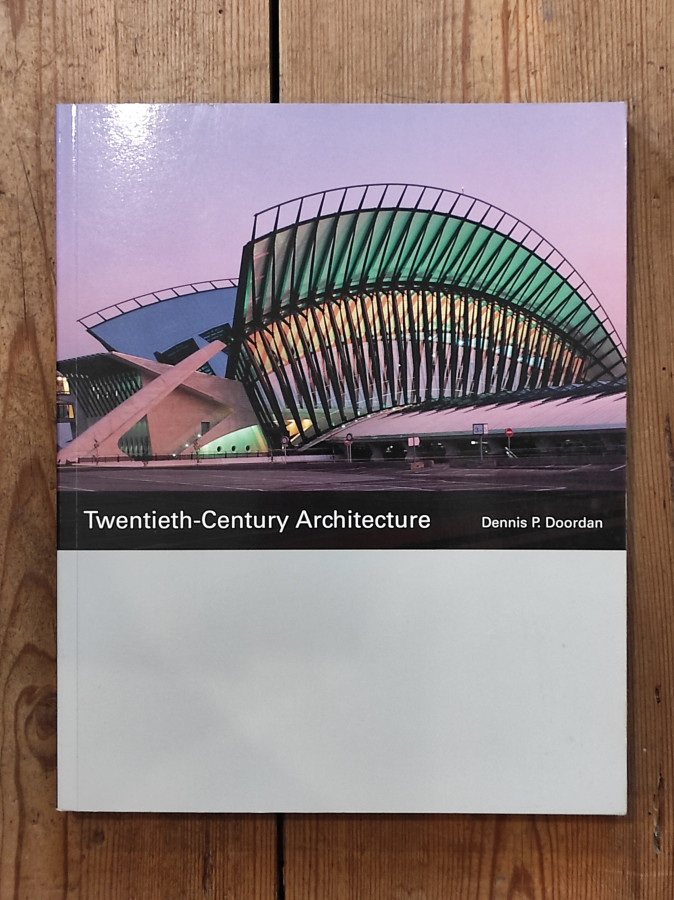 Twentieth-Century Architecture
Dennis P. Doordan